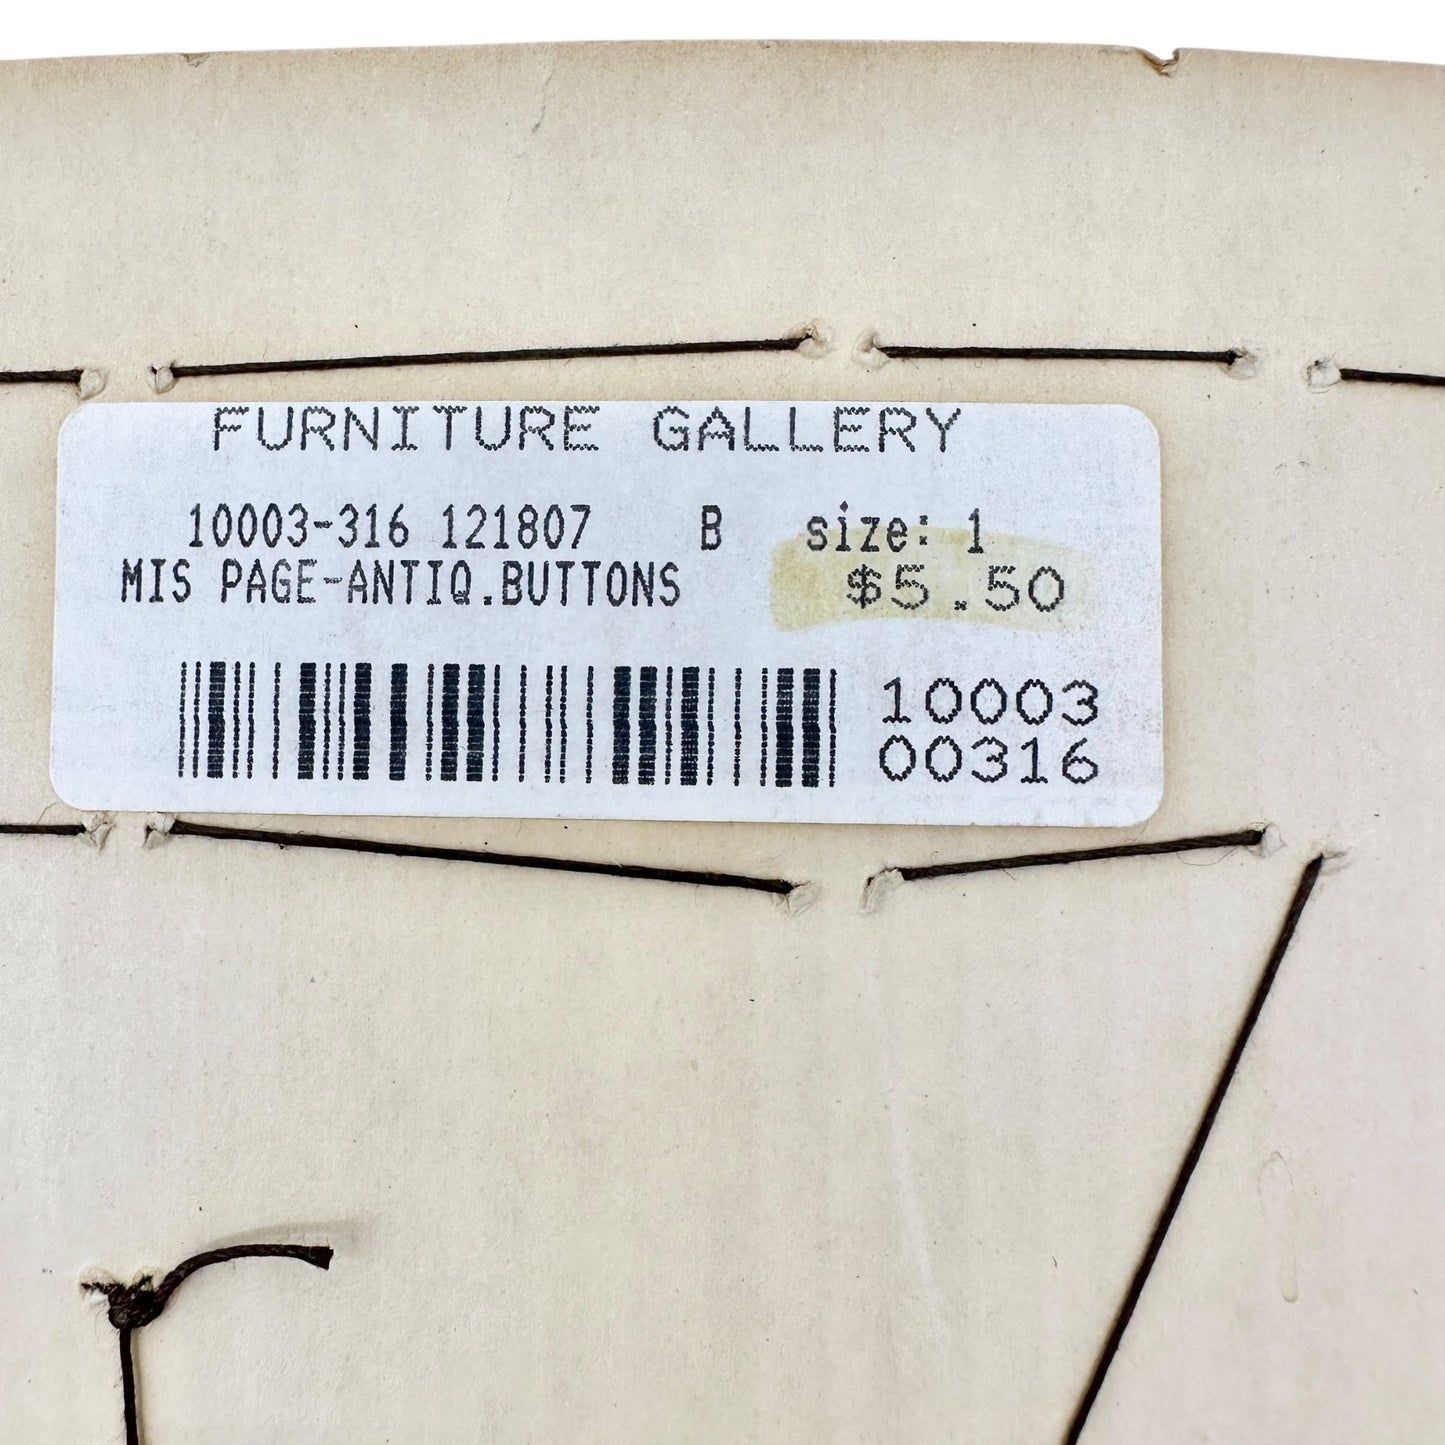 FURNITURE GALLERY
10003-316 121807 B size: 1
MIS PAGE-ANTIQ.BUTTONS $5.50
10003
00316